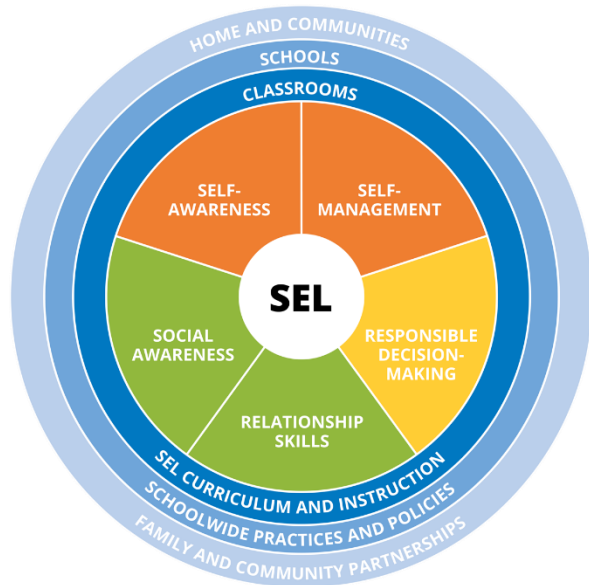 HOME AND COMMUNITIES
SCHOOLS
CLASSROOMS
SELF-
AWARENESS
SELF-
MANAGEMENT
SEL
SOCIAL
AWARENESS
RESPONSIBLE
DECISION-
MAKING
RELATIONSHIP
SKILLS
SEL CURRICULUM AND INSTRUCTION
SCHOOLWIDE PRACTICES AND POLICIES
FAMILY AND COMMUNITY PARTNERSHIPS